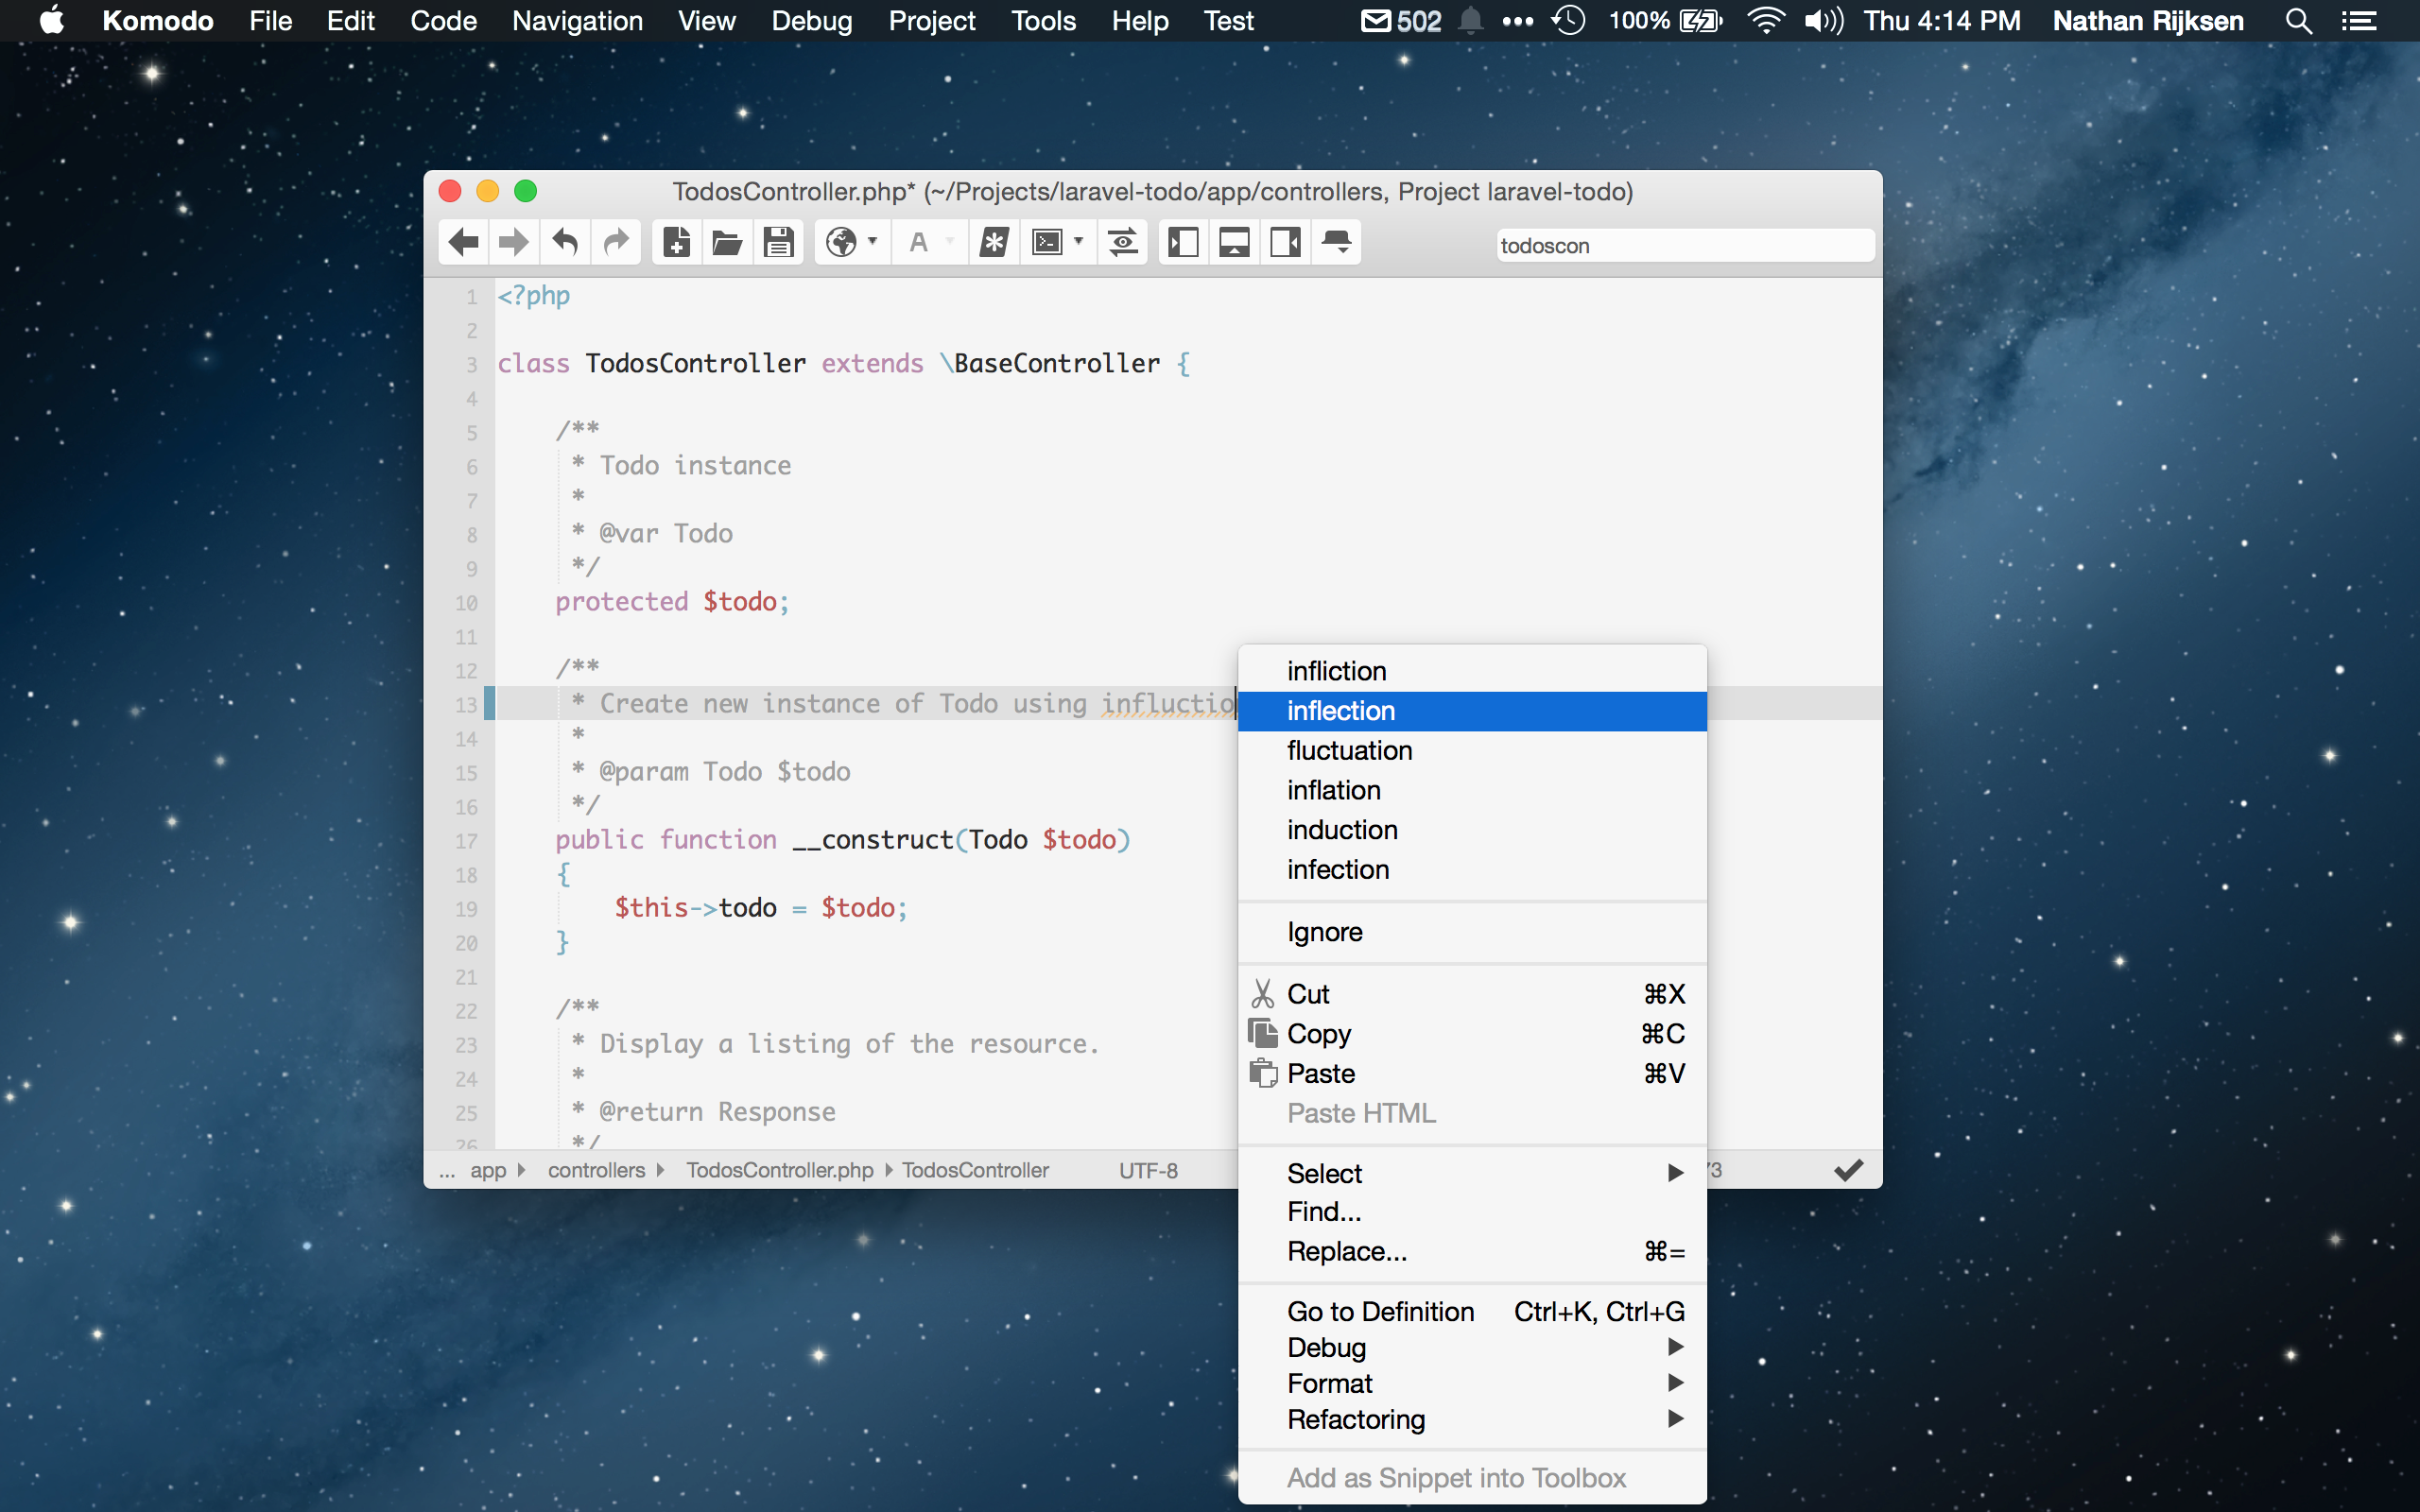 Komodo File Edit Code Navigation View Debug Project Tools Help Test 502 100% Thu 4:14 PM Nathan Rijksen
TodosController.php* (~/Projects/laravel-todo/app/controllers, Project laravel-todo)
A todoscon
1 <?php
2
3 class TodosController extends \BaseController {
4
5 /**
6 * Todo instance
7 *
8 * @var Todo
9 */
10 protected $todo;
11
12 /**
13 * Create new instance of Todo using influctio
14 *
15 * @param Todo $todo
16 */
17 public function __construct(Todo $todo)
18 {
19 $this->todo = $todo;
20 }
21
22 /**
23 * Display a listing of the resource.
24 *
25 * @return Response
26 */
... app controllers TodosController.php TodosController UTF-8
infliction
inflection
fluctuation
inflation
induction
infection
Ignore
Cut ⌘X
Copy ⌘C
Paste ⌘V
Paste HTML
Select
Find...
Replace... ⌘=
Go to Definition Ctrl+K, Ctrl+G
Debug
Format
Refactoring
Add as Snippet into Toolbox